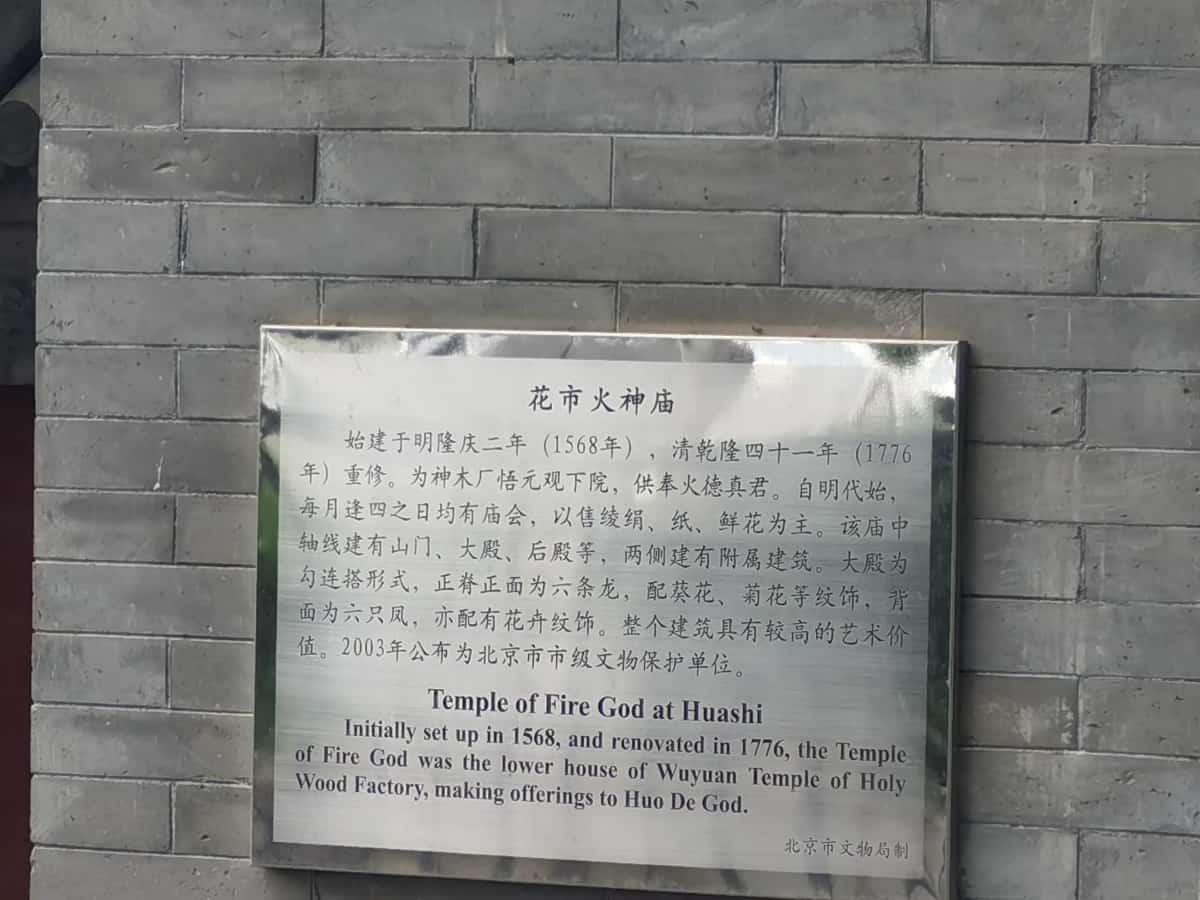 花市火神庙
始建于明隆庆二年（1568年），清乾隆四十一年（1776
年）重修。为神木厂悟元观下院，供奉火德真君。自明代始，
每月逢四之日均有庙会，以售绫绢、纸、鲜花为主。该庙中
轴线建有山门、大殿、后殿等，两侧建有附属建筑。大殿为
勾连搭形式，正脊正面为六条龙，配葵花、菊花等纹饰，背
面为六只凤，亦配有花卉纹饰。整个建筑具有较高的艺术价
值。2003年公布为北京市市级文物保护单位。
Temple of Fire God at Huashi
Initially set up in 1568, and renovated in 1776, the Temple
of Fire God was the lower house of Wuyuan Temple of Holy
Wood Factory, making offerings to Huo De God.
北京市文物局制